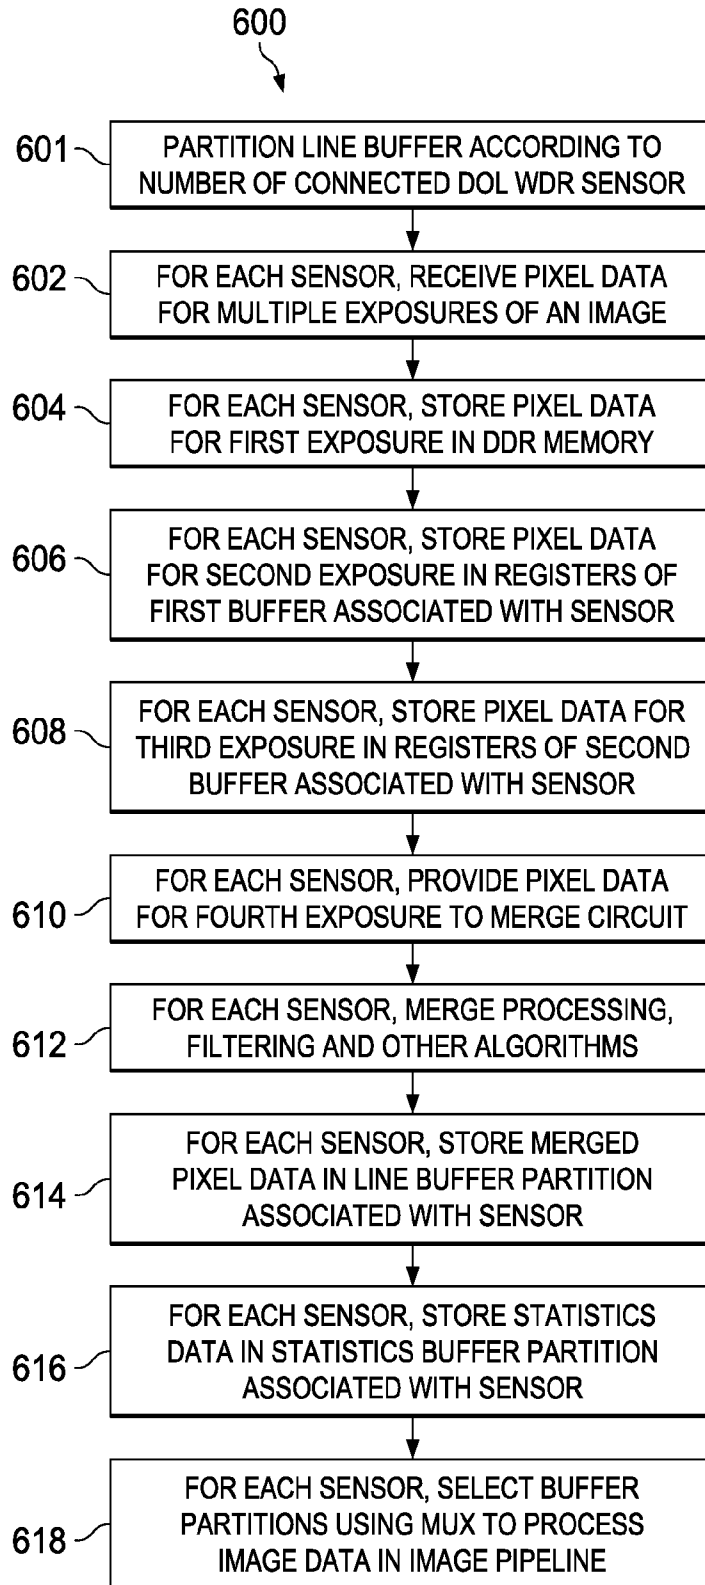 600
601
PARTITION LINE BUFFER ACCORDING TO
NUMBER OF CONNECTED DOL WDR SENSOR
602
FOR EACH SENSOR, RECEIVE PIXEL DATA
FOR MULTIPLE EXPOSURES OF AN IMAGE
604
FOR EACH SENSOR, STORE PIXEL DATA
FOR FIRST EXPOSURE IN DDR MEMORY
606
FOR EACH SENSOR, STORE PIXEL DATA
FOR SECOND EXPOSURE IN REGISTERS OF
FIRST BUFFER ASSOCIATED WITH SENSOR
608
FOR EACH SENSOR, STORE PIXEL DATA FOR
THIRD EXPOSURE IN REGISTERS OF SECOND
BUFFER ASSOCIATED WITH SENSOR
610
FOR EACH SENSOR, PROVIDE PIXEL DATA
FOR FOURTH EXPOSURE TO MERGE CIRCUIT
612
FOR EACH SENSOR, MERGE PROCESSING,
FILTERING AND OTHER ALGORITHMS
614
FOR EACH SENSOR, STORE MERGED
PIXEL DATA IN LINE BUFFER PARTITION
ASSOCIATED WITH SENSOR
616
FOR EACH SENSOR, STORE STATISTICS
DATA IN STATISTICS BUFFER PARTITION
ASSOCIATED WITH SENSOR
618
FOR EACH SENSOR, SELECT BUFFER
PARTITIONS USING MUX TO PROCESS
IMAGE DATA IN IMAGE PIPELINE